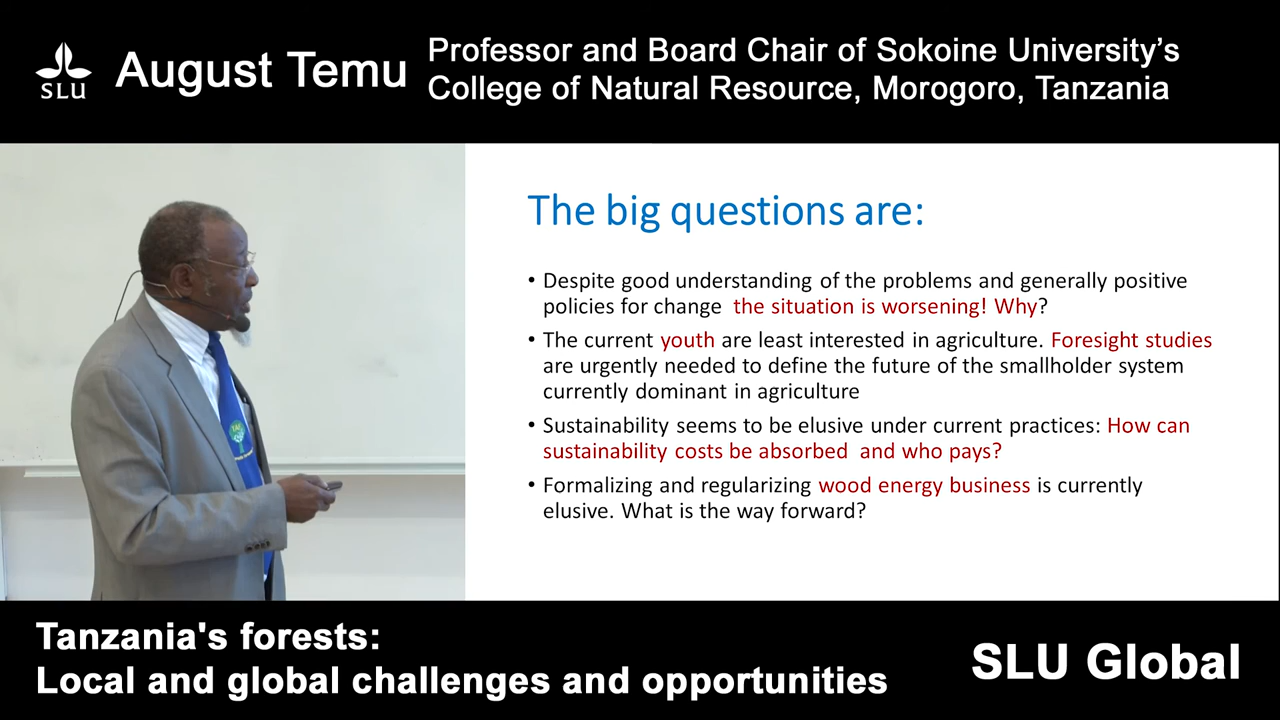 SLU
August Temu
Professor and Board Chair of Sokoine University's
College of Natural Resource, Morogoro, Tanzania
The big questions are:
• Despite good understanding of the problems and generally positive
policies for change the situation is worsening! Why?
• The current youth are least interested in agriculture. Foresight studies
are urgently needed to define the future of the smallholder system
currently dominant in agriculture
• Sustainability seems to be elusive under current practices: How can
sustainability costs be absorbed and who pays?
• Formalizing and regularizing wood energy business is currently
elusive. What is the way forward?
Tanzania's forests:
Local and global challenges and opportunities
SLU Global